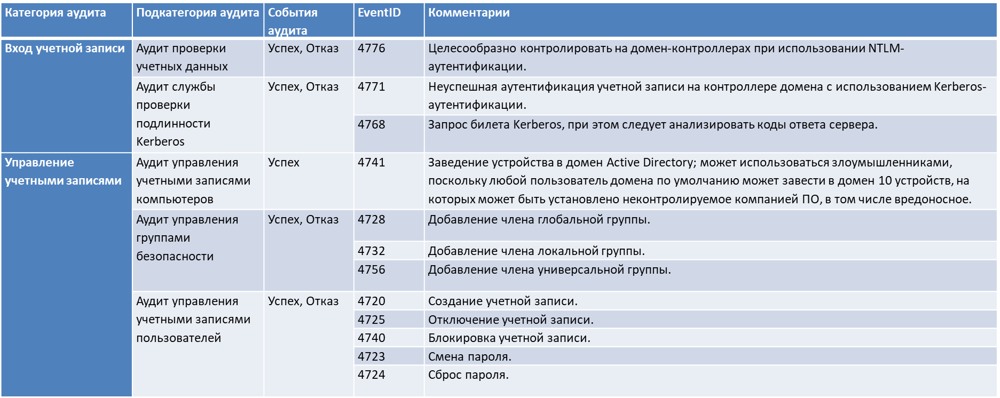 Категория аудита
Подкатегория аудита
События
аудита
EventID
Комментарии
Вход учетной записи
Аудит проверки
учетных данных
Успех, Отказ
4776
Целесообразно контролировать на домен-контроллерах при использовании NTLM-
аутентификации.
Аудит службы
проверки
подлинности
Kerberos
Успех, Отказ
4771
Неуспешная аутентификация учетной записи на контроллере домена с использованием Kerberos-
аутентификации.
4768
Запрос билета Kerberos, при этом следует анализировать коды ответа сервера.
Управление
учетными записями
Аудит управления
учетными записями
компьютеров
Успех
4741
Заведение устройства в домен Active Directory; может использоваться злоумышленниками,
поскольку любой пользователь домена по умолчанию может завести в домен 10 устройств, на
которых может быть установлено неконтролируемое компанией ПО, в том числе вредоносное.
Аудит управления
группами
безопасности
Успех, Отказ
4728
Добавление члена глобальной группы.
4732
Добавление члена локальной группы.
4756
Добавление члена универсальной группы.
Аудит управления
учетными записями
пользователей
Успех, Отказ
4720
Создание учетной записи.
4725
Отключение учетной записи.
4740
Блокировка учетной записи.
4723
Смена пароля.
4724
Сброс пароля.